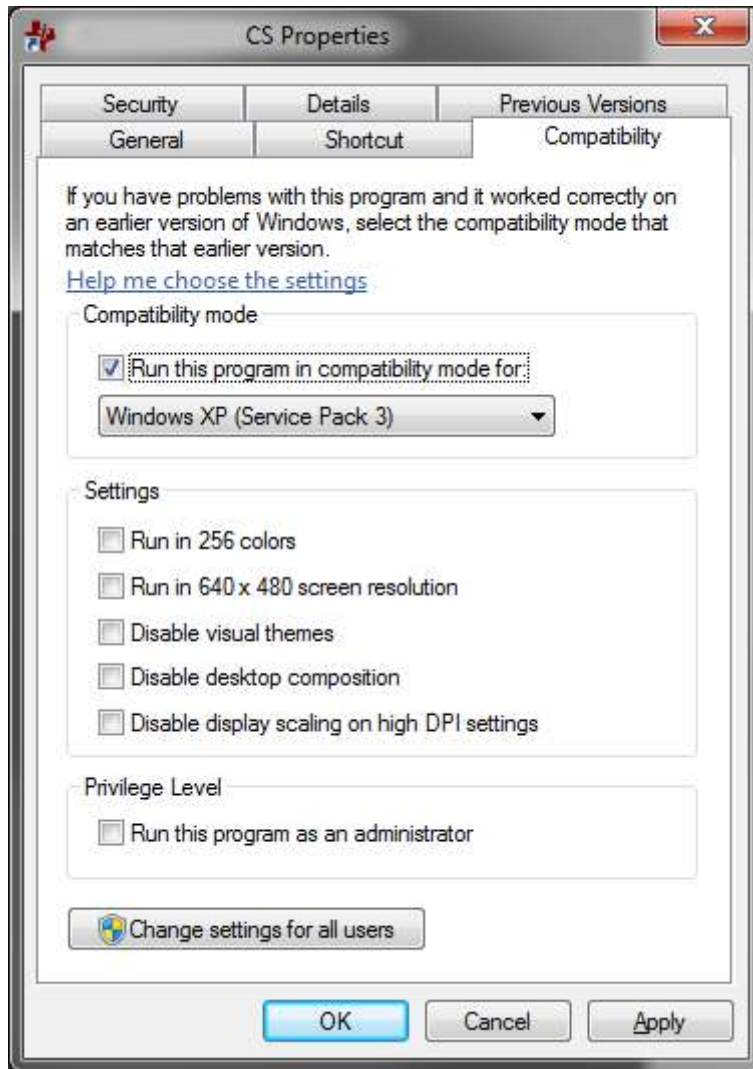 CS Properties
Security Details Previous Versions
General Shortcut Compatibility
If you have problems with this program and it worked correctly on
an earlier version of Windows, select the compatibility mode that
matches that earlier version.
Help me choose the settings
Compatibility mode
Run this program in compatibility mode for:
Windows XP (Service Pack 3)
Settings
Run in 256 colors
Run in 640 x 480 screen resolution
Disable visual themes
Disable desktop composition
Disable display scaling on high DPI settings
Privilege Level
Run this program as an administrator
Change settings for all users
OK Cancel Apply